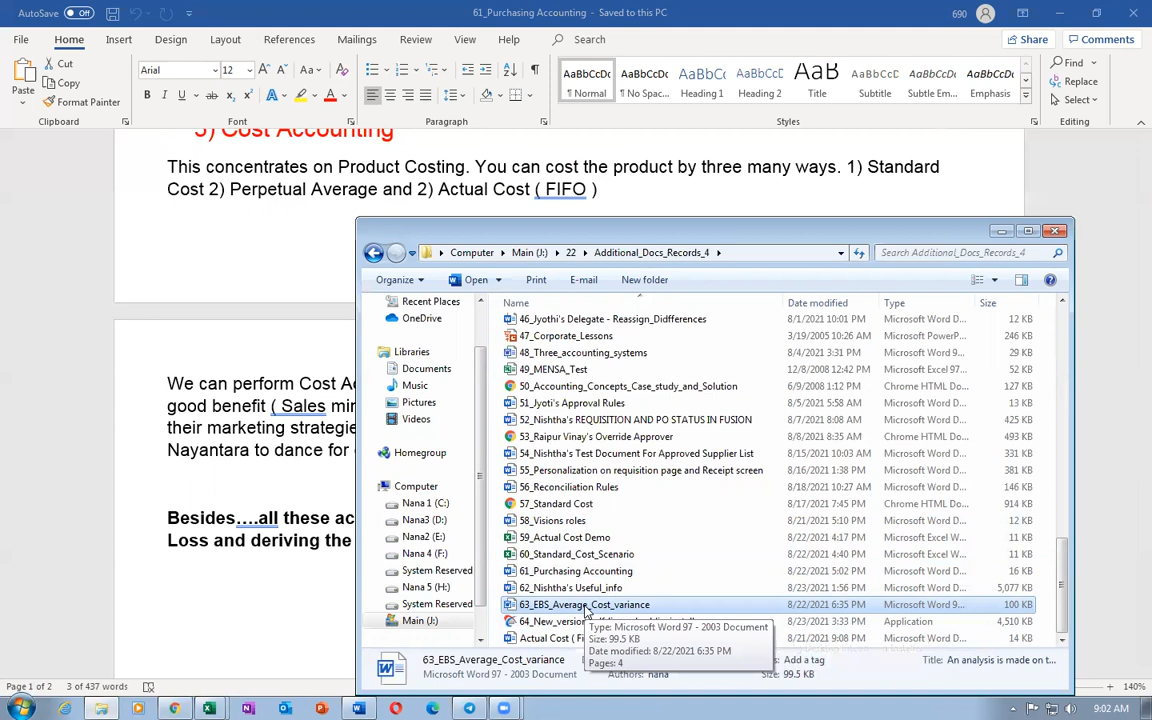 AutoSave Off 61_Purchasing Accounting - Saved to this PC 690
File Home Insert Design Layout References Mailings Review View Help Search Share Comments
Paste Cut Copy Format Painter Clipboard
Arial 12 Font
Paragraph
AaBbCcDc ¶ Normal AaBbCcDc ¶ No Spac... AaBbCc Heading 1 AaBbCcD Heading 2 AaB Title AaBbCcD Subtitle AaBbCcDc Subtle Em... AaBbCcDc Emphasis Styles
Find Replace Select Editing
3) Cost Accounting
This concentrates on Product Costing. You can cost the product by three many ways. 1) Standard
Cost 2) Perpetual Average and 2) Actual Cost ( FIFO )
We can perform Cost Ac
good benefit ( Sales min
their marketing strategie
Nayantara to dance for
Besides….all these ac
Loss and deriving the
Computer Main (J:) 22 Additional_Docs_Records_4 Search Additional_Docs_Records_4
Organize Open Print E-mail New folder
Recent Places
OneDrive
Libraries
Documents
Music
Pictures
Videos
Homegroup
Computer
Nana 1 (C:)
Nana3 (D:)
Nana2 (E:)
Nana 4 (F:)
System Reserved
Nana 5 (H:)
System Reserved
Main (J:)
Name Date modified Type Size
46_Jyothi's Delegate - Reassign_Didfferences 8/1/2021 10:01 PM Microsoft Word D... 12 KB
47_Corporate_Lessons 3/19/2005 10:26 AM Microsoft PowerP... 246 KB
48_Three_accounting_systems 8/4/2021 3:31 PM Microsoft Word 9... 29 KB
49_MENSA_Test 12/8/2008 12:42 PM Microsoft Excel 97... 52 KB
50_Accounting_Concepts_Case_study_and_Solution 6/9/2008 1:12 PM Chrome HTML Do... 127 KB
51_Jyoti's Approval Rules 8/5/2021 5:58 AM Microsoft Word D... 13 KB
52_Nishtha's REQUISITION AND PO STATUS IN FUSION 8/7/2021 8:08 AM Microsoft Word D... 425 KB
53_Raipur Vinay's Override Approver 8/8/2021 8:35 AM Chrome HTML Do... 493 KB
54_Nishtha's Test Document For Approved Supplier List 8/15/2021 10:03 AM Microsoft Word D... 331 KB
55_Personalization on requisition page and Receipt screen 8/16/2021 1:38 PM Microsoft Word D... 381 KB
56_Reconciliation Rules 8/18/2021 10:27 AM Microsoft Word D... 146 KB
57_Standard Cost 8/17/2021 7:45 PM Chrome HTML Do... 914 KB
58_Visions roles 8/21/2021 5:10 PM Microsoft Word D... 12 KB
59_Actual Cost Demo 8/22/2021 4:17 PM Microsoft Excel W... 11 KB
60_Standard_Cost_Scenario 8/22/2021 4:40 PM Microsoft Excel W... 11 KB
61_Purchasing Accounting 8/22/2021 5:02 PM Microsoft Word D... 17 KB
62_Nishtha's Useful_info 8/23/2021 1:56 PM Microsoft Word D... 5,077 KB
63_EBS_Average_Cost_variance 8/22/2021 6:35 PM Microsoft Word 9... 100 KB
64_New_version 8/23/2021 3:33 PM Application 4,510 KB
Actual Cost ( Fi 8/21/2021 9:08 PM Microsoft Word D... 14 KB
Type: Microsoft Word 97 - 2003 Document
Size: 99.5 KB
Date modified: 8/22/2021 6:35 PM
Pages: 4
63_EBS_Average_Cost_variance Add a tag Title: An analysis is made on t...
Microsoft Word 97 - 2003 Document Authors: nana Size: 99.5 KB
Page 1 of 2 3 of 437 words 140%
9:02 AM